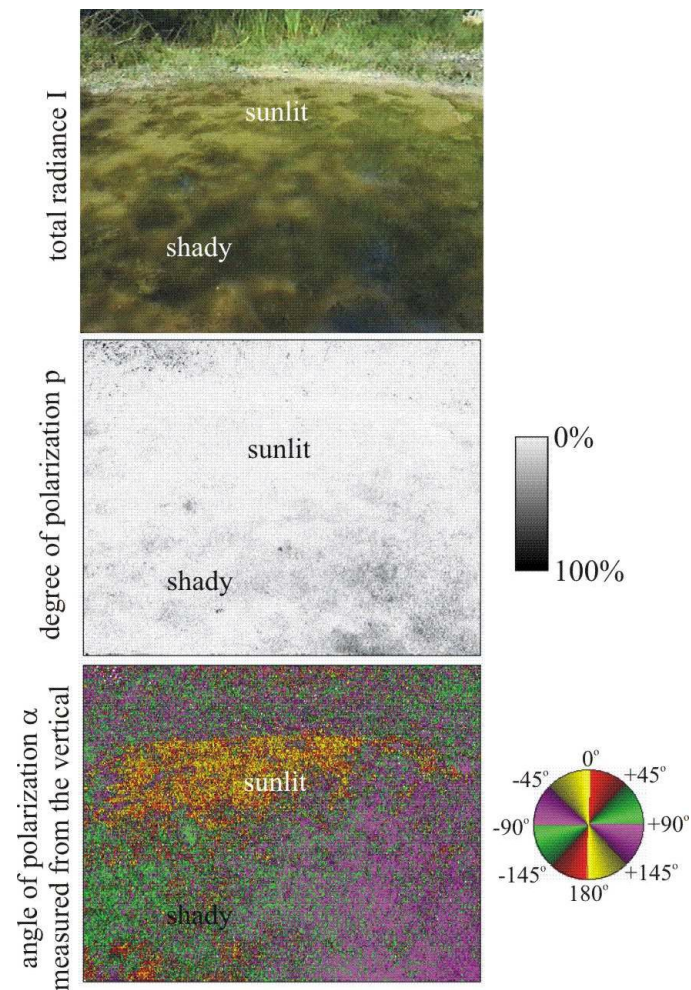 total radiance I
sunlit
shady
degree of polarization p
sunlit
shady
0%
100%
angle of polarization α
measured from the vertical
sunlit
shady
0°
+45°
+90°
+145°
180°
-145°
-90°
-45°